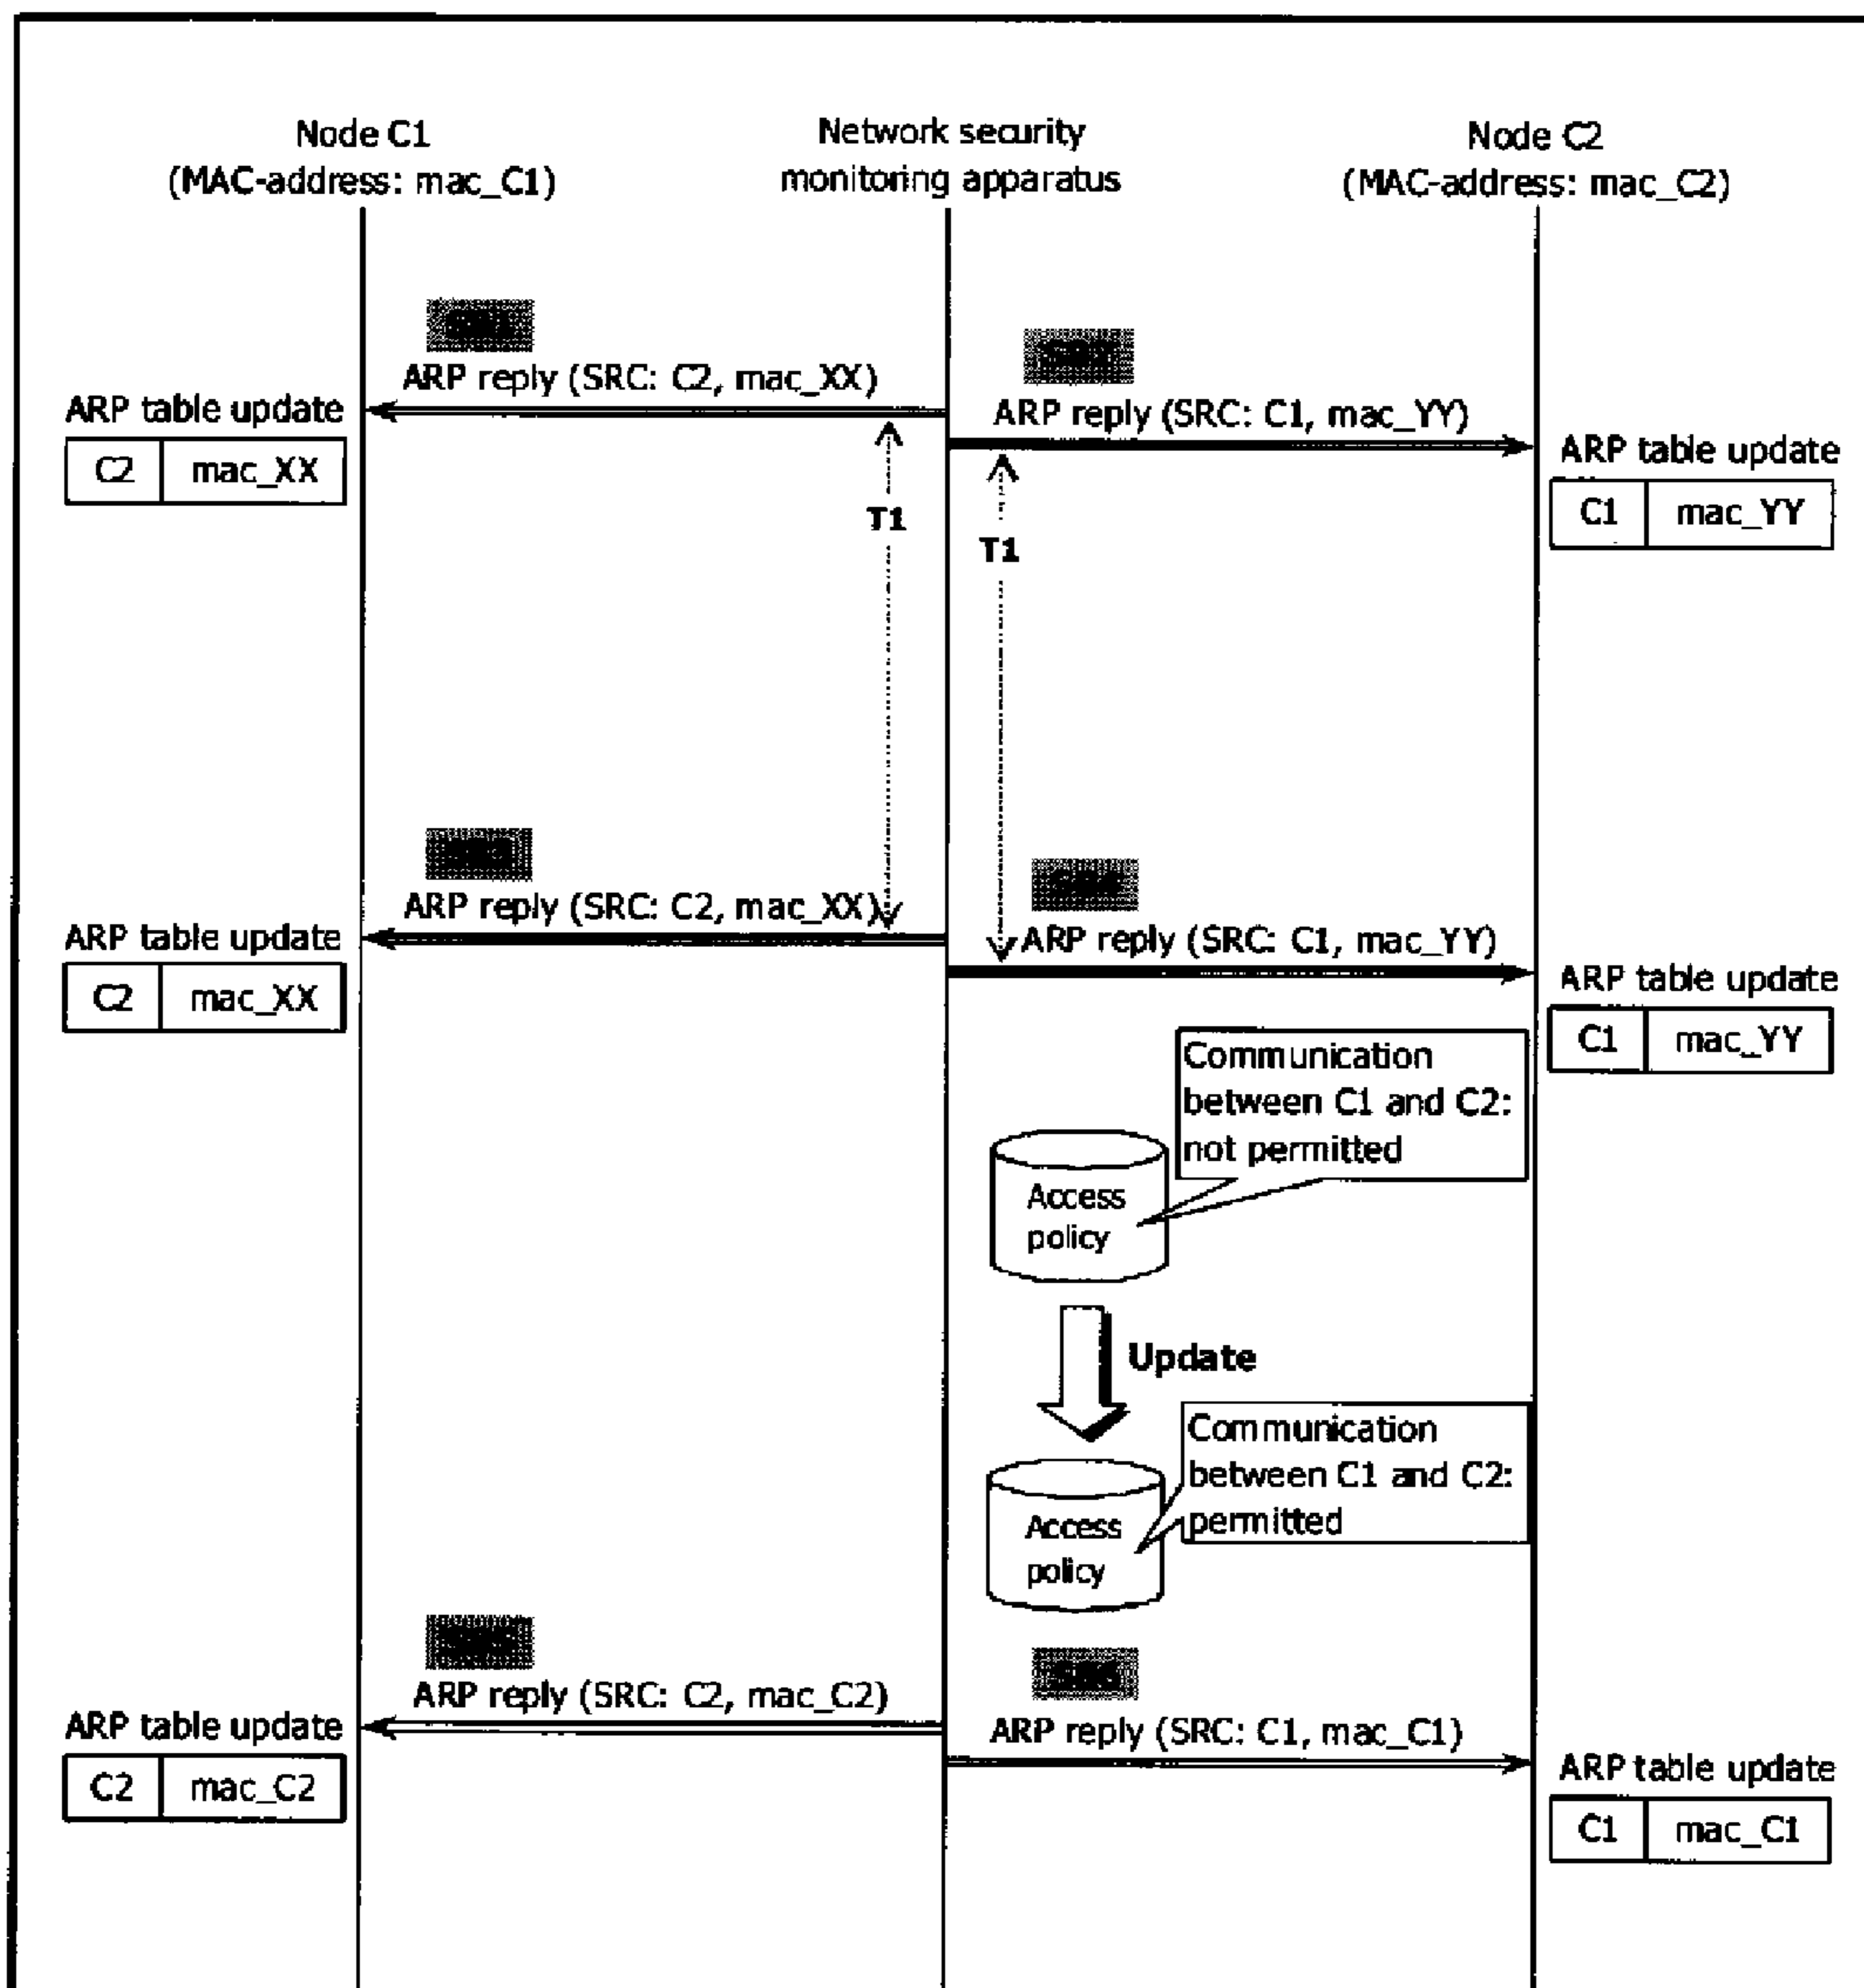 Node C1
(MAC-address: mac_C1)
Network security
monitoring apparatus
Node C2
(MAC-address: mac_C2)
ARP reply (SRC: C2, mac_XX)
ARP table update
C2 mac_XX
ARP reply (SRC: C1, mac_YY)
ARP table update
C1 mac_YY
T1
T1
ARP reply (SRC: C2, mac_XX)
ARP table update
C2 mac_XX
ARP reply (SRC: C1, mac_YY)
ARP table update
C1 mac_YY
Communication
between C1 and C2:
not permitted
Access
policy
Update
Communication
between C1 and C2:
permitted
Access
policy
ARP reply (SRC: C2, mac_C2)
ARP table update
C2 mac_C2
ARP reply (SRC: C1, mac_C1)
ARP table update
C1 mac_C1